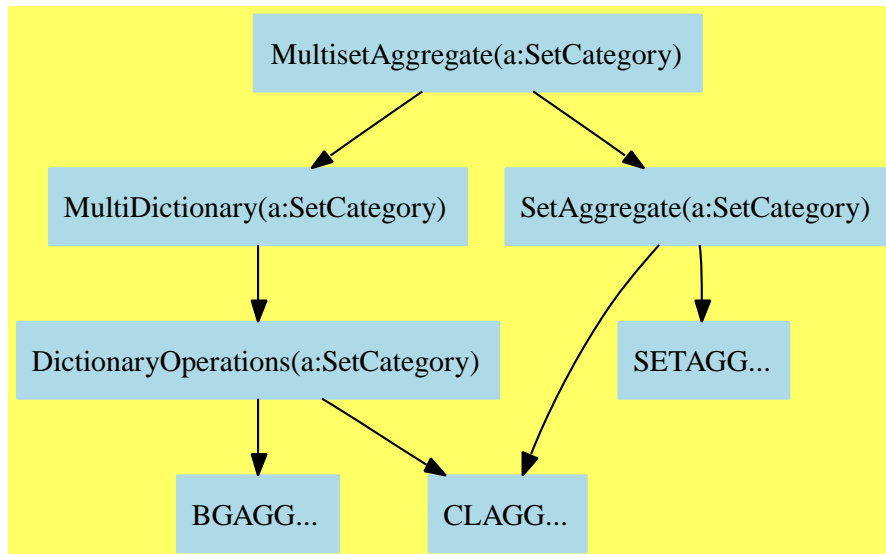 MultisetAggregate(a:SetCategory)
MultiDictionary(a:SetCategory)
SetAggregate(a:SetCategory)
DictionaryOperations(a:SetCategory)
SETAGG...
BGAGG...
CLAGG...